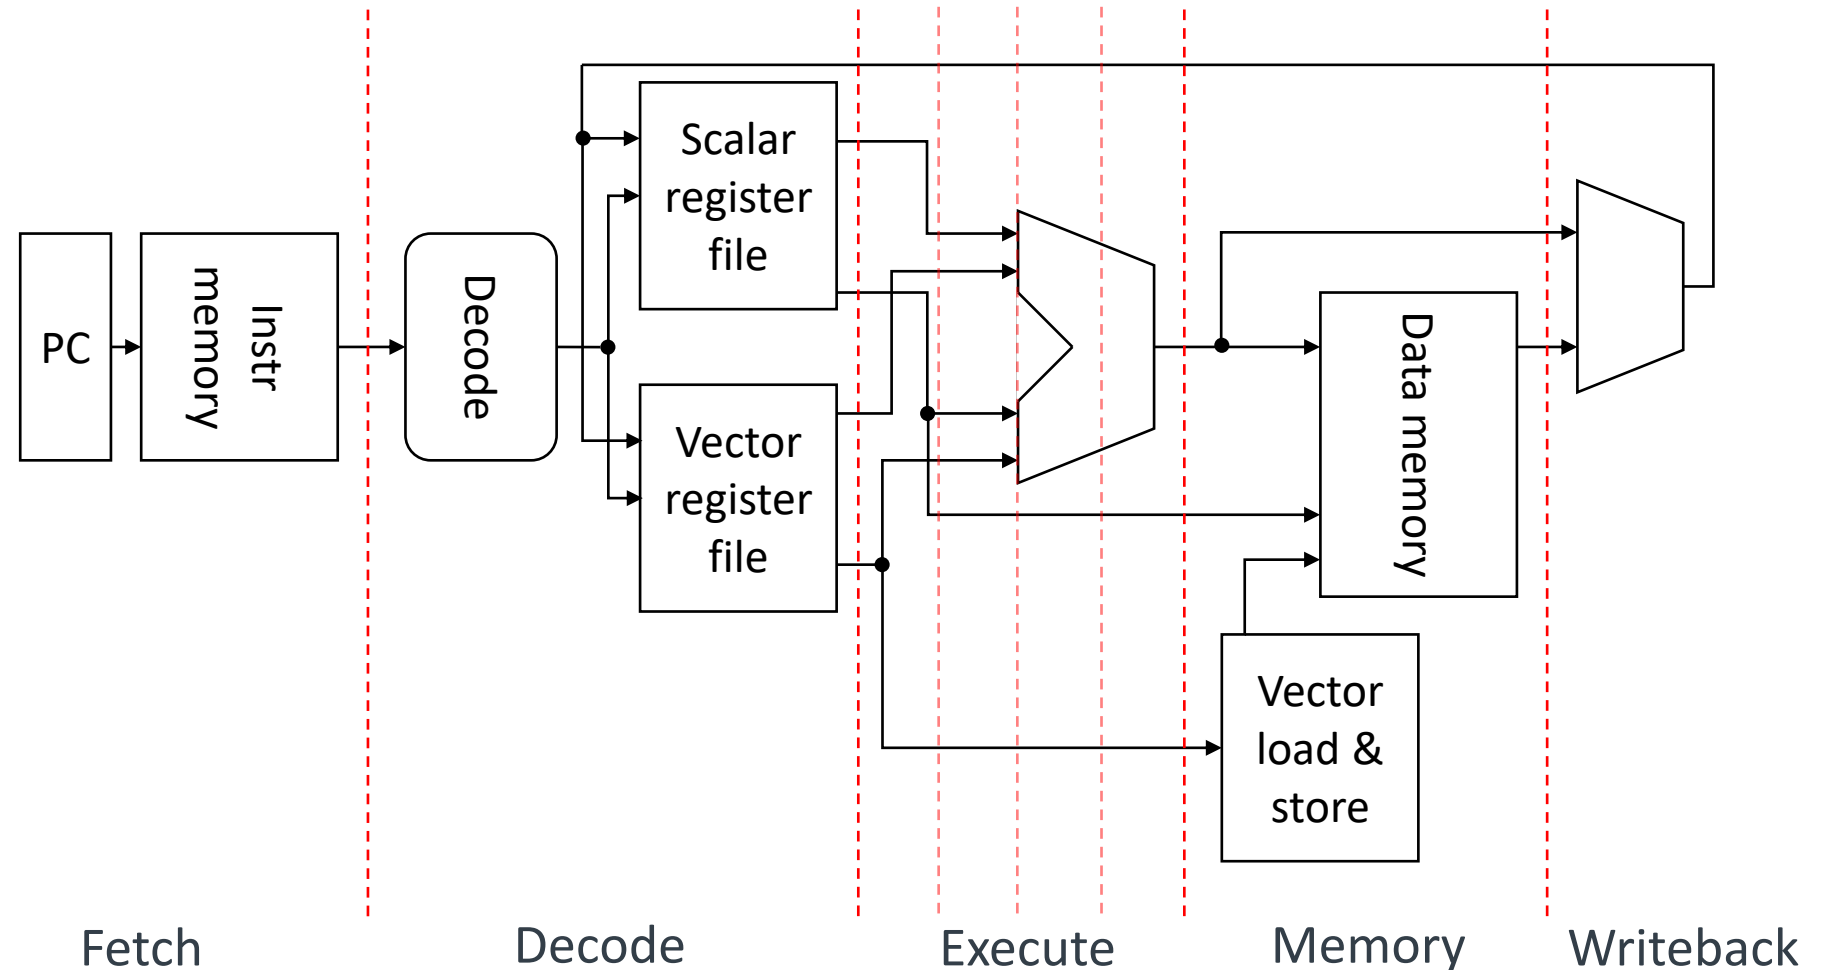 PC
Instr
memory
Decode
Scalar
register
file
Vector
register
file
Data memory
Vector
load &
store
Fetch
Decode
Execute
Memory
Writeback